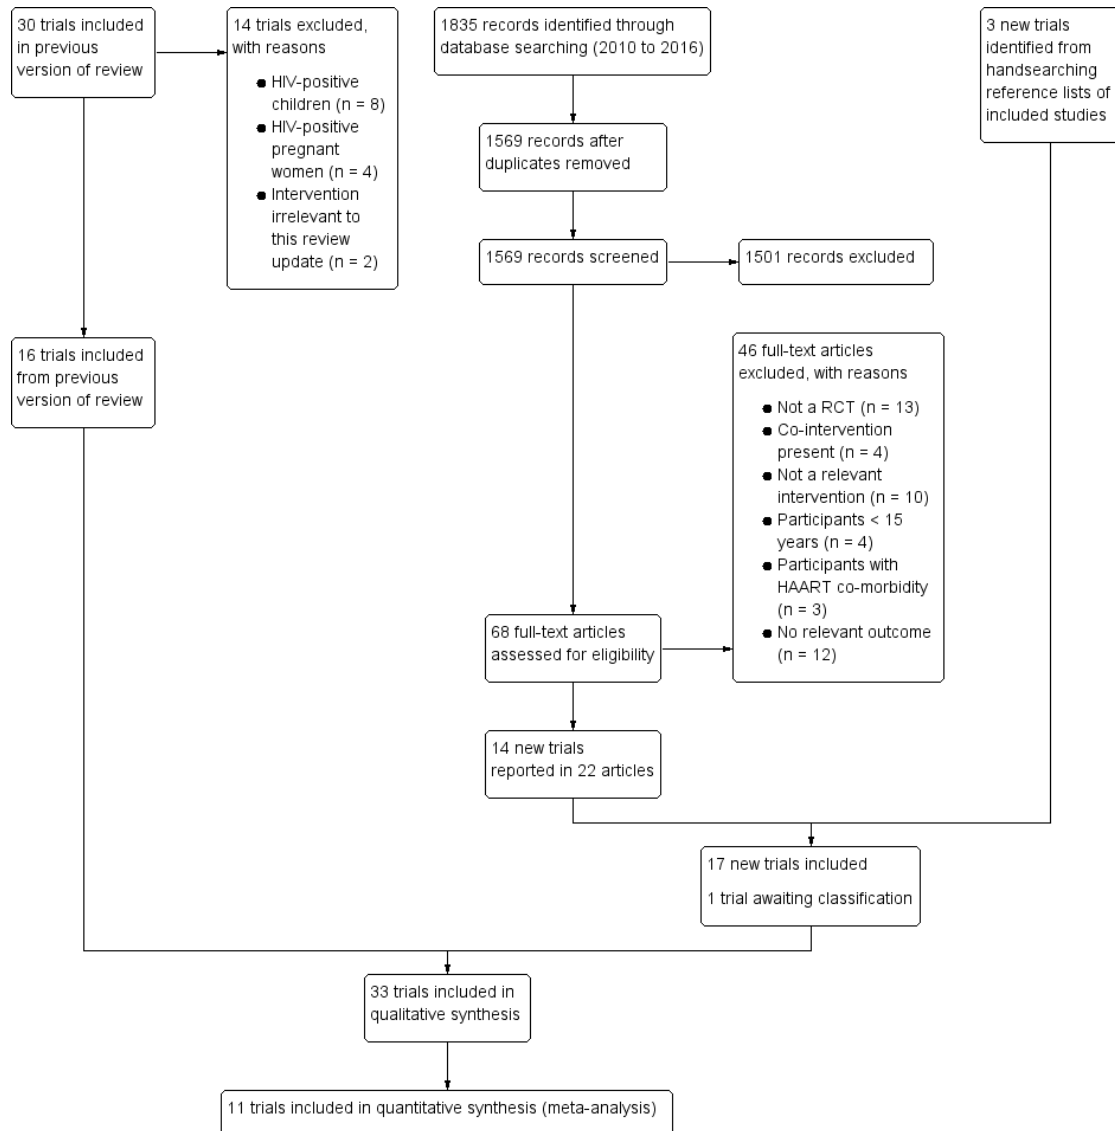 30 trials included
in previous
version of review
14 trials excluded,
with reasons
● HIV-positive
children (n = 8)
● HIV-positive
pregnant
women (n = 4)
● Intervention
irrelevant to
this review
update (n = 2)
1835 records identified through
database searching (2010 to 2016)
3 new trials
identified from
handsearching
reference lists of
included studies
1569 records after
duplicates removed
1569 records screened
1501 records excluded
16 trials included
from previous
version of review
46 full-text articles
excluded, with reasons
● Not a RCT (n = 13)
● Co-intervention
present (n = 4)
● Not a relevant
intervention (n = 10)
● Participants < 15
years (n = 4)
● Participants with
HAART co-morbidity
(n = 3)
● No relevant outcome
(n = 12)
68 full-text articles
assessed for eligibility
14 new trials
reported in 22 articles
17 new trials included
1 trial awaiting classification
33 trials included in
qualitative synthesis
11 trials included in quantitative synthesis (meta-analysis)